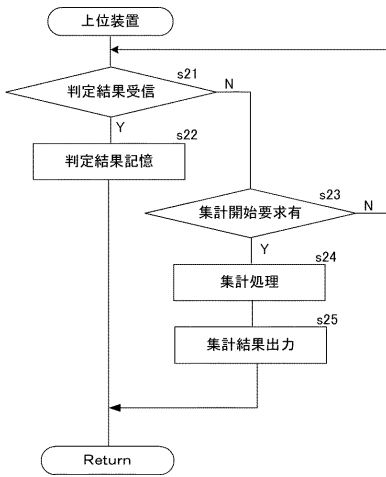 上位装置
s21
判定結果受信
N
Y
s22
判定結果記憶
s23
集計開始要求有
N
Y
s24
集計処理
s25
集計結果出力
Return